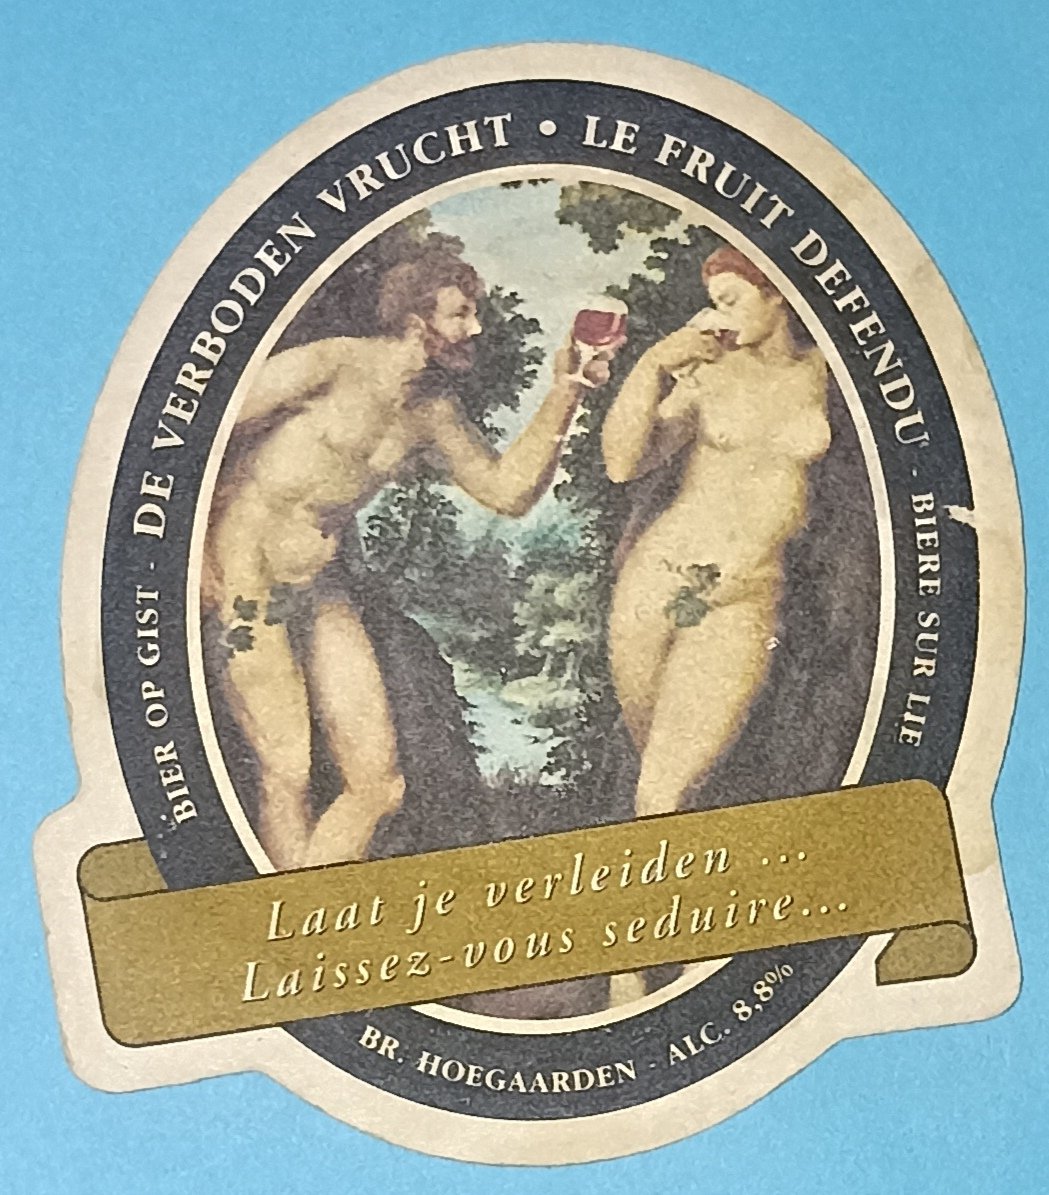 BIER OP GIST - DE VERBODEN VRUCHT • LE FRUIT DEFENDU - BIERE SUR LIE
Laat je verleiden ...
Laissez-vous seduire...
BR. HOEGAARDEN - ALC. 8,8%